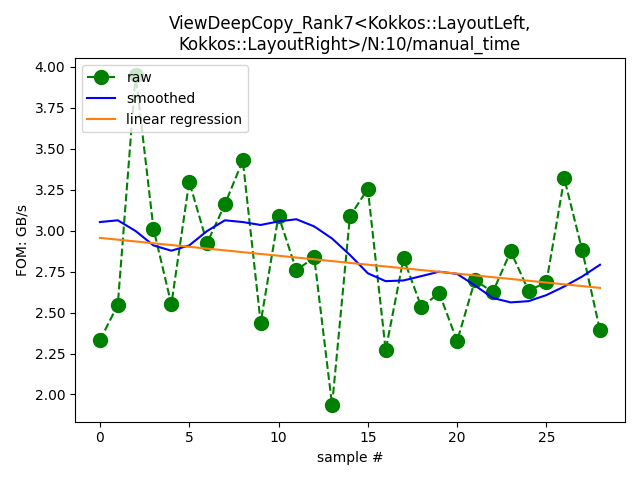 ViewDeepCopy_Rank7<Kokkos::LayoutLeft,
Kokkos::LayoutRight>/N:10/manual_time
raw
smoothed
linear regression
FOM: GB/s
4.00
3.75
3.50
3.25
3.00
2.75
2.50
2.25
2.00
0 5 10 15 20 25
sample #